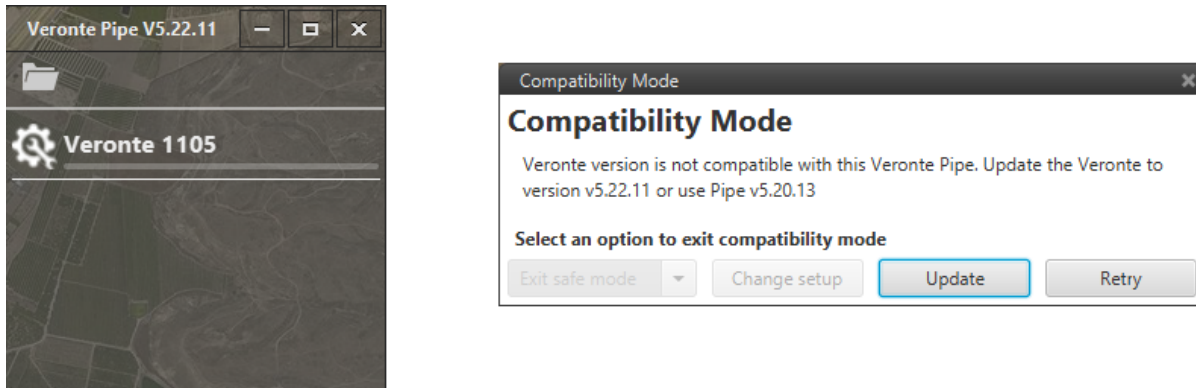 Veronte Pipe V5.22.11
Veronte 1105
Compatibility Mode
Compatibility Mode
Veronte version is not compatible with this Veronte Pipe. Update the Veronte to
version v5.22.11 or use Pipe v5.20.13
Select an option to exit compatibility mode
Exit safe mode Change setup Update Retry